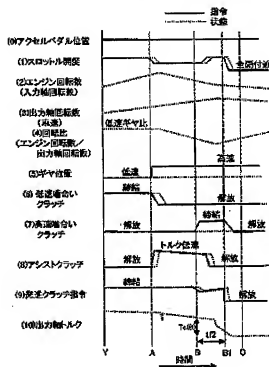 指令
状態
(0)アクセルペダル位置
(1)スロットル開度
全開付近
(2)エンジン回転数
(入力軸回転数)
(3)出力軸回転数
(車速)
低速ギヤ比
(4)回転比
(エンジン回転数/
出力軸回転数)
高速
(5)ギヤ位置
低速
締結
(6)低速噛合い
クラッチ
解放
締結
(7)高速噛合い
クラッチ
解放
解放
トルク伝達
(8)アシストクラッチ
解放
解放
締結
(9)発進クラッチ指令
解放
(10)出力軸トルク
t/2
Y
A
B
B1
時間